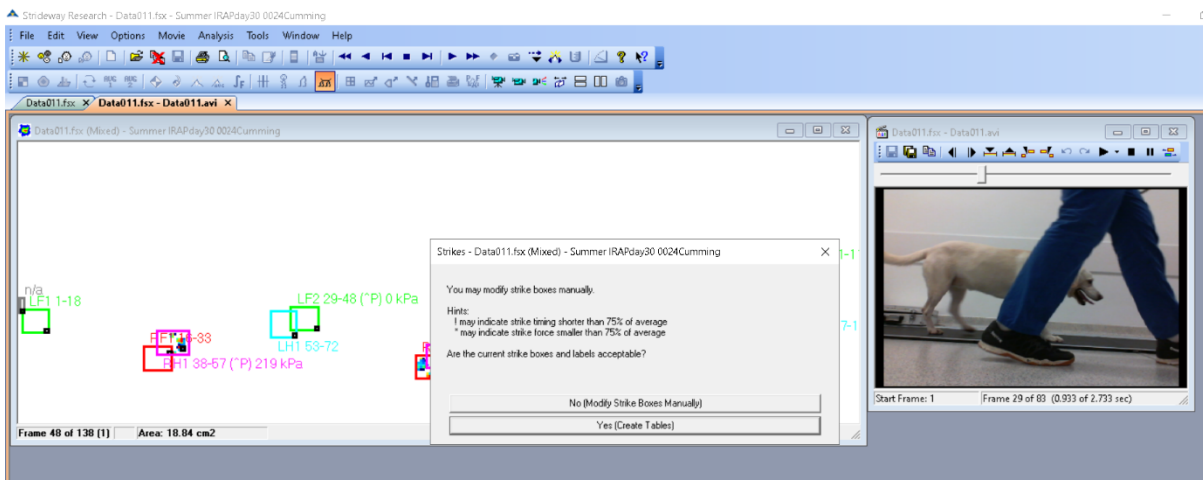 Strideway Research - Data011.fsx - Summer IRAPday30 0024Cumming
File Edit View Options Movie Analysis Tools Window Help
Data011.fsx X Data011.fsx - Data011.avi X
Data011.fsx (Mixed) - Summer IRAPday30 0024Cumming
n/a
LF1 1-18
LF2 29-48 (^P) 0 kPa
LH1 53-72
RH1 38-57 (^P) 219 kPa
Frame 48 of 138 [1] Area: 18.84 cm2
Strikes - Data011.fsx (Mixed) - Summer IRAPday30 0024Cumming
You may modify strike boxes manually.
Hints:
! may indicate strike timing shorter than 75% of average
* may indicate strike force smaller than 75% of average
Are the current strike boxes and labels acceptable?
No (Modify Strike Boxes Manually)
Yes (Create Tables)
Data011.fsx - Data011.avi
Start Frame: 1 Frame 29 of 83 (0.933 of 2.733 sec)